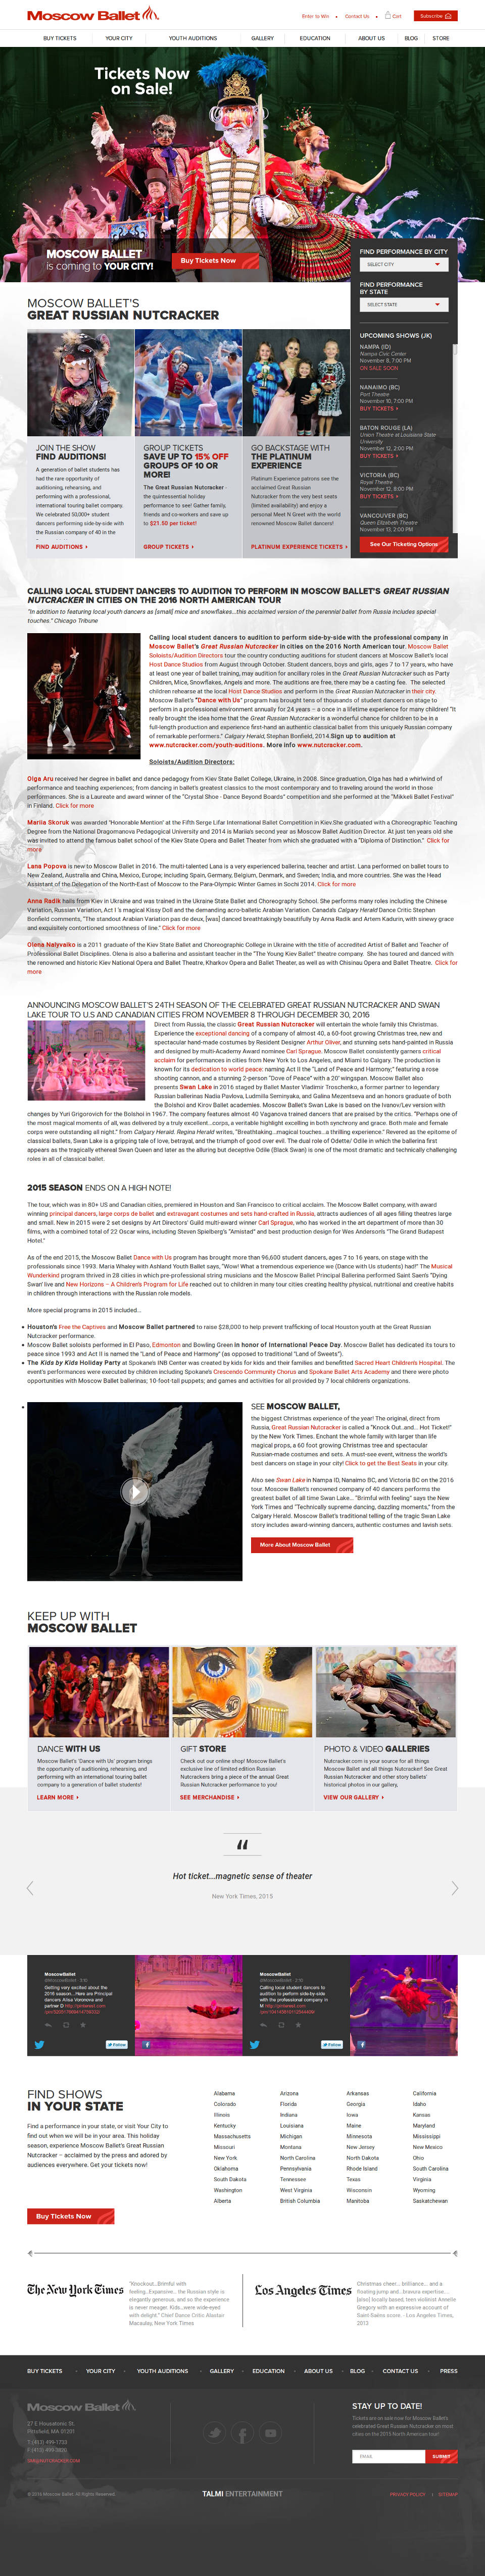 Moscow Ballet
Enter to Win • Contact Us • Cart Subscribe
BUY TICKETS YOUR CITY YOUTH AUDITIONS GALLERY EDUCATION ABOUT US BLOG STORE
Tickets Now
on Sale!
MOSCOW BALLET
is coming to YOUR CITY!
Buy Tickets Now
FIND PERFORMANCE BY CITY
SELECT CITY
FIND PERFORMANCE
BY STATE
SELECT STATE
UPCOMING SHOWS (JK)
NAMPA (ID)
Nampa Civic Center
November 8, 7:00 PM
ON SALE SOON
NANAIMO (BC)
Port Theatre
November 10, 7:00 PM
BUY TICKETS
BATON ROUGE (LA)
Union Theatre at Louisiana State
University
November 12, 2:00 PM
BUY TICKETS
VICTORIA (BC)
Royal Theatre
November 12, 8:00 PM
BUY TICKETS
VANCOUVER (BC)
Queen Elizabeth Theatre
November 13, 2:00 PM
See Our Ticketing Options
MOSCOW BALLET'S
GREAT RUSSIAN NUTCRACKER
JOIN THE SHOW
FIND AUDITIONS!
A generation of ballet students has
had the rare opportunity of
auditioning, rehearsing, and
performing with a professional,
international touring ballet company.
We celebrate 50,000+ student
dancers performing side-by-side with
the Russian company of 40 in the
FIND AUDITIONS
GROUP TICKETS
SAVE UP TO 15% OFF
GROUPS OF 10 OR
MORE!
The Great Russian Nutcracker -
the quintessential holiday
performance to see! Gather family,
friends and co-workers and save up
to $21.50 per ticket!
GROUP TICKETS
GO BACKSTAGE WITH
THE PLATINUM
EXPERIENCE
Platinum Experience patrons see the
acclaimed Great Russian
Nutcracker from the very best seats
(limited availability) and enjoy a
personal Meet N Greet with the world
renowned Moscow Ballet dancers!
PLATINUM EXPERIENCE TICKETS
CALLING LOCAL STUDENT DANCERS TO AUDITION TO PERFORM IN MOSCOW BALLET'S GREAT RUSSIAN
NUTCRACKER IN CITIES ON THE 2016 NORTH AMERICAN TOUR
"In addition to featuring local youth dancers as [small] mice and snowflakes...this acclaimed version of the perennial ballet from Russia includes special
touches." Chicago Tribune
Calling local student dancers to audition to perform side-by-side with the professional company in
Moscow Ballet's Great Russian Nutcracker in cities on the 2016 North American tour. Moscow Ballet
Soloists/Audition Directors tour the country conducting auditions for student dancers at Moscow Ballet's local
Host Dance Studios from August through October. Student dancers, boys and girls, ages 7 to 17 years, who have
at least one year of ballet training, may audition for ancillary roles in the Great Russian Nutcracker such as Party
Children, Mice, Snowflakes, Angels and more. The auditions are free, there may be a casting fee. The selected
children rehearse at the local Host Dance Studios and perform in the Great Russian Nutcracker in their city.
Moscow Ballet's "Dance with Us" program has brought tens of thousands of student dancers on stage to
perform in a professional environment annually for 24 years – a once in a lifetime experience for many children! "It
really brought the idea home that the Great Russian Nutcracker is a wonderful chance for children to be in a
full-length production and experience first-hand an authentic classical company from this uniquely Russian company
of remarkable performers." Calgary Herald, Stephan Bonfield, 2014.Sign up to audition at
www.nutcracker.com/youth-auditions. More info www.nutcracker.com.
Soloists/Audition Directors:
Olga Aru received her degree in ballet and dance pedagogy from Kiev State Ballet College, Ukraine, in 2008. Since graduation, Olga has had a whirlwind of
performance and teaching experiences; from dancing in ballet's greatest classics to traveling around the world to locate her favorite in those
performances. She is a Laureate and award winner of the "Crystal Shoe - Dance Beyond Boards" competition and she performed at the "Mikeli Ballet Festival"
in Finland. Click for more
Mariia Skoruk was awarded "Honorable Mention' at the Fifth Serge Lifar International Ballet Competition in Kiev.She graduated with a Choreographic Teaching
Degree from the National Dragomanova Pedagogical University and 2014 is Mariia's second year as Moscow Ballet Audition Director. At just ten years old she
was invited to attend the famous ballet school of the Kiev State Opera and Ballet Theater from which she graduated with a "Diploma of Distinction." Click for
more
Lana Popova is new to Moscow Ballet in 2016. The multi-talented Lana is a very experienced ballerina, teacher and artist. Lana performed on ballet tours to
New Zealand, Australia and China, Mexico, Europe; including Spain, Germany, Belgium, Denmark, and Sweden; India, and more countries. She was the Head
Assistant of the Delegation of the North-East of Moscow to the Para-Olympic Winter Games in Sochi 2014. Click for more
Anna Radik hails from Kiev in Ukraine and was trained in the Ukraine State Ballet and Choreography School. She performs many roles including the Chinese
Variation, Russian Variation, Act I 's magical Kissy Doll and the demanding acro-balletic Arabian Variation. Canada's Calgary Herald Dance Critic Stephan
Bonfield comments, "The standout Arabian Variation pas de deux, [was] danced breathtakingly beautifully by Anna Radik and Artem Kadurin, with many grace
and exquisitely contortioned smoothness of line." Click for more
Olena Nalyvaiko is a 2011 graduate of the Kiev State Ballet and Choreographic College in Ukraine with the title of accredited Artist of Ballet and Teacher of
Professional Ballet Disciplines. Olena is also a ballerina and assistant teacher in the "The Young Kiev Ballet" theatre company. She has toured and danced with
the renowned and historic Kiev National Opera and Ballet Theatre, Kharkov Opera and Ballet Theater, as well as with Chisinau Opera and Ballet Theatre. Click for
more
ANNOUNCING MOSCOW BALLET'S 24TH SEASON OF THE CELEBRATED GREAT RUSSIAN NUTCRACKER AND SWAN
LAKE TOUR TO U.S AND CANADIAN CITIES FROM NOVEMBER 8 THROUGH DECEMBER 30, 2016
Direct from Russia, the classic Great Russian Nutcracker will entertain the whole family this Christmas.
Experience the exceptional dancing of a company of almost 40, a 60-foot growing Christmas tree, new and
spectacular hand-made costumes by Resident Designer Arthur Oliver, and stunning sets hand-painted in Russia
and designed by multi-Academy Award nominee Carl Sprague. Moscow Ballet consistently garners critical
acclaim for performances in cities from New York to Los Angeles, and Miami to Calgary. The production is
known for its dedication to world peace: naming Act II the "Land of Peace and Harmony;" featuring a rose
shooting cannon, and a stunning 2-person "Dove of Peace" with a 20' wingspan. Moscow Ballet also
presents Swan Lake in 2016 staged by Ballet Master Vladimir Troschenko, a former partner to legendary
Russian ballerinas Nadia Pavlova, Ludmilla Semnyaka, and Galina Mezentseva and an honors graduate of both
the Bolshoi and Kirov Ballet academies. Moscow Ballet's Swan Lake is based on the Ivanov/Lev version with
changes by Yuri Grigorovich for the Bolshoi in 1967. The company features almost 40 Vaganova trained dancers that are praised by the critics. "Perhaps one of
the most magical moments of all, was delivered by a truly excellent...corps, a veritable highlight excelling in both synchrony and energy. Both male and female
corps were outstanding all night." from Calgary Herald. Regina Herald writes, "Breathtaking...magical touches...a thrilling experience." Revered as the epitome of
classical ballets, Swan Lake is a gripping tale of love, betrayal, and the triumph of good over evil. The dual role of Odette/ Odile in which the ballerina first
appears as the tragically ethereal Swan Queen and later as the alluring but deceptive Odile (Black Swan) is one of the most dramatic and technically challenging
roles in all of classical ballet.
2015 SEASON ENDS ON A HIGH NOTE!
The tour, which was in 80+ US and Canadian cities, premiered in Houston and San Francisco to critical acclaim. The Moscow Ballet company, with award
winning principal dancers, large corps de ballet and extravagant costumes and sets hand-crafted in Russia, attracts audiences of all ages filling theatres large
and small. New in 2015 were 2 set designs by Art Directors' Guild multi-award winner Carl Sprague, who has worked in the art department of more than 30
films, with a combined total of 22 Oscar wins, including Steven Spielberg's "Amistad" and best production design for Wes Anderson's "The Grand Budapest
Hotel."
As of the end 2015, the Moscow Ballet Dance with Us program has brought more than 96,600 student dancers, ages 7 to 16 years, on stage with the
professionals since 1993. Maria Whaley with Ashland Youth Ballet says, "Wow! What a tremendous experience we (Dance with Us students) had!" The Musical
Wunderkind program thrived in 28 cities in which pre-professional string musicians and the Moscow Ballet Principal Ballerina performed Saint Saen's "Dying
Swan' live and New Horizons – A Children's Program for Life reached out to children in many tour cities creating healthy physical, nutritional and creative habits
in children through interactions with the Russian role models.
More special programs in 2015 included...
Houston's Free the Captives and Moscow Ballet partnered to raise $28,000 to help prevent trafficking of local Houston youth at the Great Russian
Nutcracker performance.
Moscow Ballet soloists performed in El Paso, Edmonton and Bowling Green in honor of International Peace Day. Moscow Ballet has dedicated its tours to
peace since 1993 and Act II is named the "Land of Peace and Harmony" (as opposed to traditional "Land of Sweets").
The Kids by Kids Holiday Party at Spokane's INB Center was created by kids for kids and their families and benefitted Sacred Heart Children's Hospital. The
event's performances were executed by children including Spokane's Crescendo Community Chorus and Spokane Ballet Arts Academy and there were photo
opportunities with Moscow Ballet ballerinas; 10-foot tall puppets; and games and activities for all provided by 7 local children's organizations.
SEE MOSCOW BALLET,
the biggest Christmas experience of the year! The original, direct from
Russia, Great Russian Nutcracker is certain to be a "Knock Out..and... Hot Ticket!"
by the New York Times. Enchant the whole family with larger than life
magical props, a 60 foot growing Christmas tree and spectacular
Russian-made costumes and sets. A must-see event, witness the world's
best dancers on stage in your city! Click to get the Best Seats in your city.
Also see Swan Lake in Nampa ID, Nanaimo BC, and Victoria BC on the 2016
tour. Moscow Ballet's renowned company of 40 dancers performs the
greatest ballet of all time Swan Lake... "Brimful with feeling" says the New
York Times and "Technically supreme dancing, dazzling moments," from the
Calgary Herald. Moscow Ballet's traditional telling of the tragic Swan Lake
story includes award-winning dancers, authentic costumes and lavish sets.
More About Moscow Ballet
KEEP UP WITH
MOSCOW BALLET
DANCE WITH US
Moscow Ballet's 'Dance with Us' program brings
the opportunity of auditioning, rehearsing, and
performing with an international touring ballet
company to a generation of ballet students!
LEARN MORE
GIFT STORE
Check out our online shop! Moscow Ballet's
exclusive line of limited edition Russian
Nutcrackers bring a piece of the annual Great
Russian Nutcracker performance to you!
SEE MERCHANDISE
PHOTO & VIDEO GALLERIES
Nutcracker.com is your source for all things
Moscow Ballet and all things Nutcracker! See Great
Russian Nutcracker and other story ballets'
historical photos in our gallery,
VIEW OUR GALLERY
“
Hot ticket...magnetic sense of theater
New York Times, 2015
MoscowBallet
Getting very excited about the
2016 season...Here are Principal
dancers Alisa Voronova and
partner D
Follow
MoscowBallet
Calling local student dancers to
audition to perform side-by-side
with the professional company in
M
Follow
FIND SHOWS
IN YOUR STATE
Find a performance in your state, or visit Your City to
find out when we will be in your area. This holiday
season, experience Moscow Ballet's Great Russian
Nutcracker – acclaimed by the press and adored by
audiences everywhere. Get your tickets now!
Buy Tickets Now
Alabama Arizona Arkansas California
Colorado Florida Georgia Idaho
Illinois Indiana Iowa Kansas
Kentucky Louisiana Maine Maryland
Massachusetts Michigan Minnesota Mississippi
Missouri Montana New Jersey New Mexico
New York North Carolina North Dakota Ohio
Oklahoma Pennsylvania Rhode Island South Carolina
South Dakota Tennessee Texas Virginia
Washington West Virginia Wisconsin Wyoming
Alberta British Columbia Manitoba Saskatchewan
The New York Times
"Knockout...Brimful with
feeling...Expansive... the Russian style is
elegantly generous, and so the experience
is never meager. Kids...were wide-eyed
with delight." Chief Dance Critic Alastair
Macaulay, New York Times
Los Angeles Times
Christmas cheer... brilliance... and a
floating jump and...bravura expertise....
[also] locally based, teen violinist Annelle
Gregory with an expressive account of
Saint-Saëns score. - Los Angeles Times,
2013
BUY TICKETS YOUR CITY YOUTH AUDITIONS GALLERY EDUCATION ABOUT US BLOG CONTACT US PRESS
Moscow Ballet
27 E Housatonic St.
Pittsfield, MA 01201
STAY UP TO DATE!
Tickets are on sale now for Moscow Ballet's
celebrated Great Russian Nutcracker on most
cities on the 2015 North American tour!
EMAIL SUBMIT
© 2016 Moscow Ballet. All Rights Reserved.
TALMI ENTERTAINMENT
PRIVACY POLICY | SITEMAP